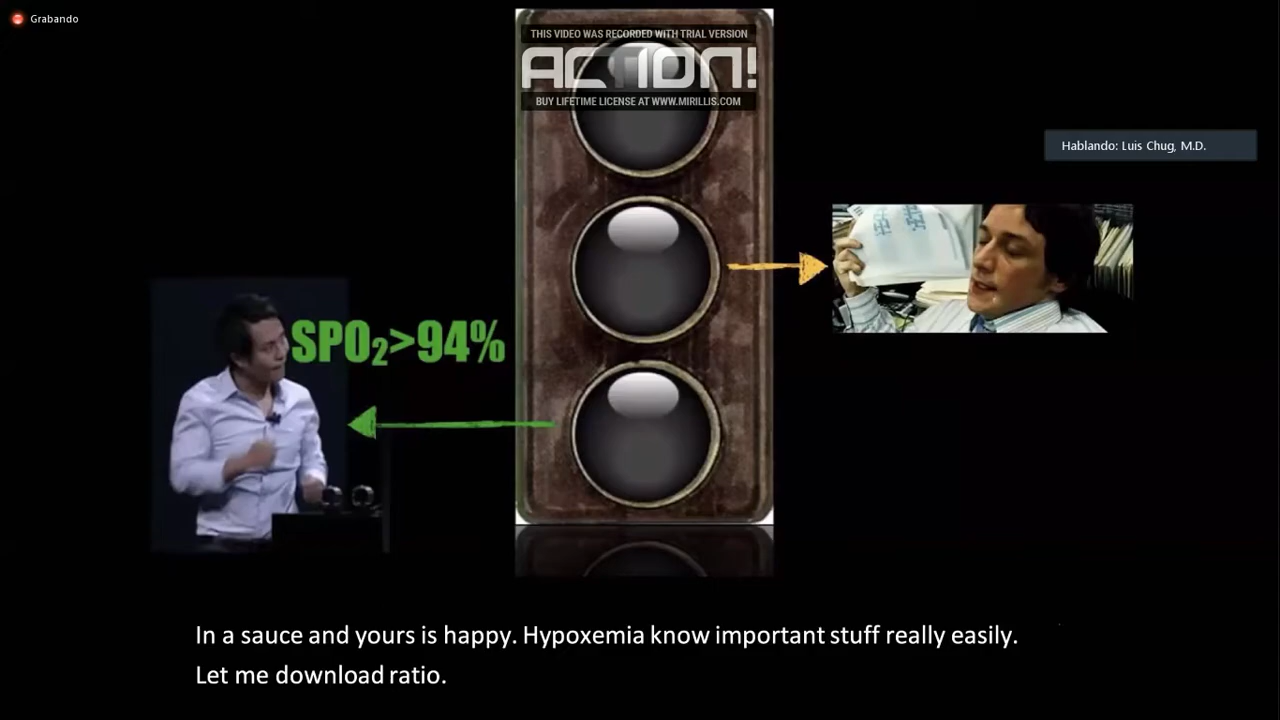 Grabando
THIS VIDEO WAS RECORDED WITH TRIAL VERSION
ACTION!
BUY LIFETIME LICENSE AT WWW.MIRILLIS.COM
Hablando: Luis Chug, M.D.
SPO₂>94%
In a sauce and yours is happy. Hypoxemia know important stuff really easily.
Let me download ratio.